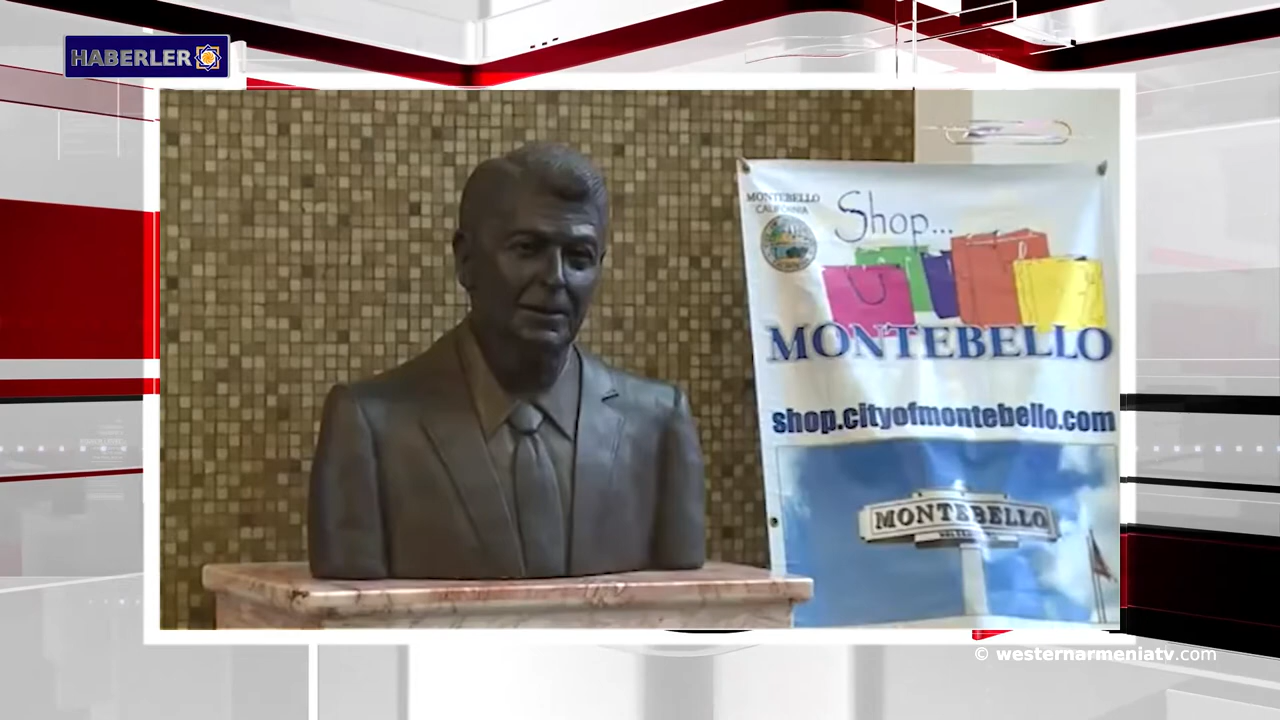 HABERLER
MONTEBELLO
CALIFORNIA
Shop...
MONTEBELLO
shop.cityofmontebello.com
MONTEBELLO
© westernarmeniatv.com